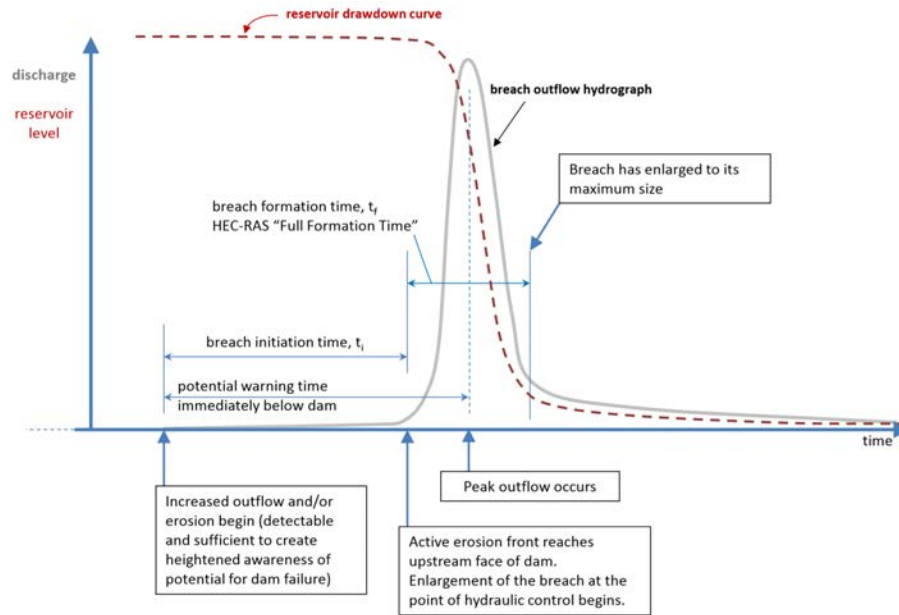 reservoir drawdown curve
discharge
reservoir
level
breach outflow hydrograph
Breach has enlarged to its
maximum size
breach formation time, tf
HEC-RAS “Full Formation Time”
breach initiation time, ti
potential warning time
immediately below dam
time
Increased outflow and/or
erosion begin (detectable
and sufficient to create
heightened awareness of
potential for dam failure)
Peak outflow occurs
Active erosion front reaches
upstream face of dam.
Enlargement of the breach at the
point of hydraulic control begins.